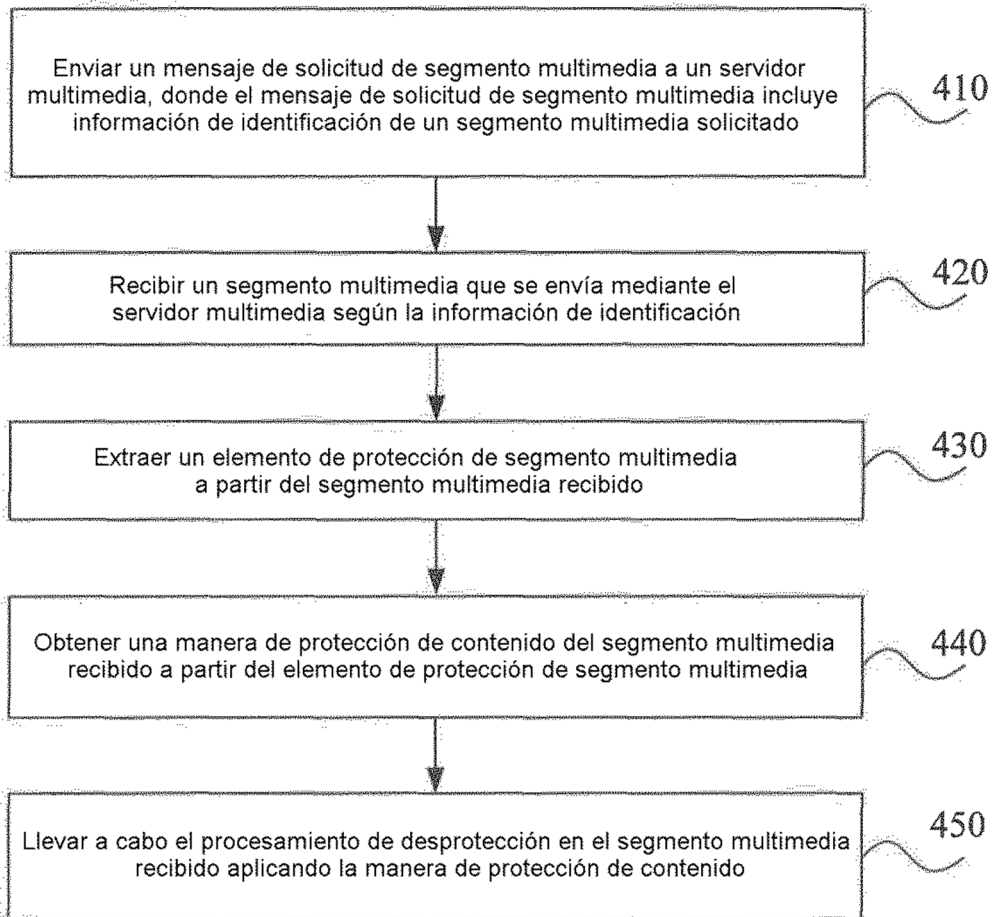 Enviar un mensaje de solicitud de segmento multimedia a un servidor
multimedia, donde el mensaje de solicitud de segmento multimedia incluye
información de identificación de un segmento multimedia solicitado
410
Recibir un segmento multimedia que se envía mediante el
servidor multimedia según la información de identificación
420
Extraer un elemento de protección de segmento multimedia
a partir del segmento multimedia recibido
430
Obtener una manera de protección de contenido del segmento multimedia
recibido a partir del elemento de protección de segmento multimedia
440
Llevar a cabo el procesamiento de desprotección en el segmento multimedia
recibido aplicando la manera de protección de contenido
450